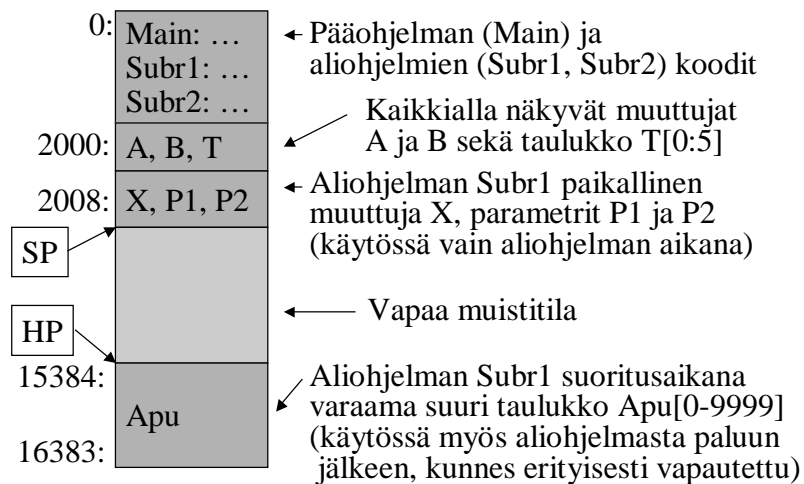 0:
Main: …
Subr1: …
Subr2: …
Pääohjelman (Main) ja
aliohjelmien (Subr1, Subr2) koodit
2000:
A, B, T
Kaikkialla näkyvät muuttujat
A ja B sekä taulukko T[0:5]
2008:
X, P1, P2
Aliohjelman Subr1 paikallinen
muuttuja X, parametrit P1 ja P2
(käytössä vain aliohjelman aikana)
SP
Vapaa muistitila
HP
15384:
Apu
16383:
Aliohjelman Subr1 suoritusaikana
varaama suuri taulukko Apu[0-9999]
(käytössä myös aliohjelmasta paluun
jälkeen, kunnes erityisesti vapautettu)